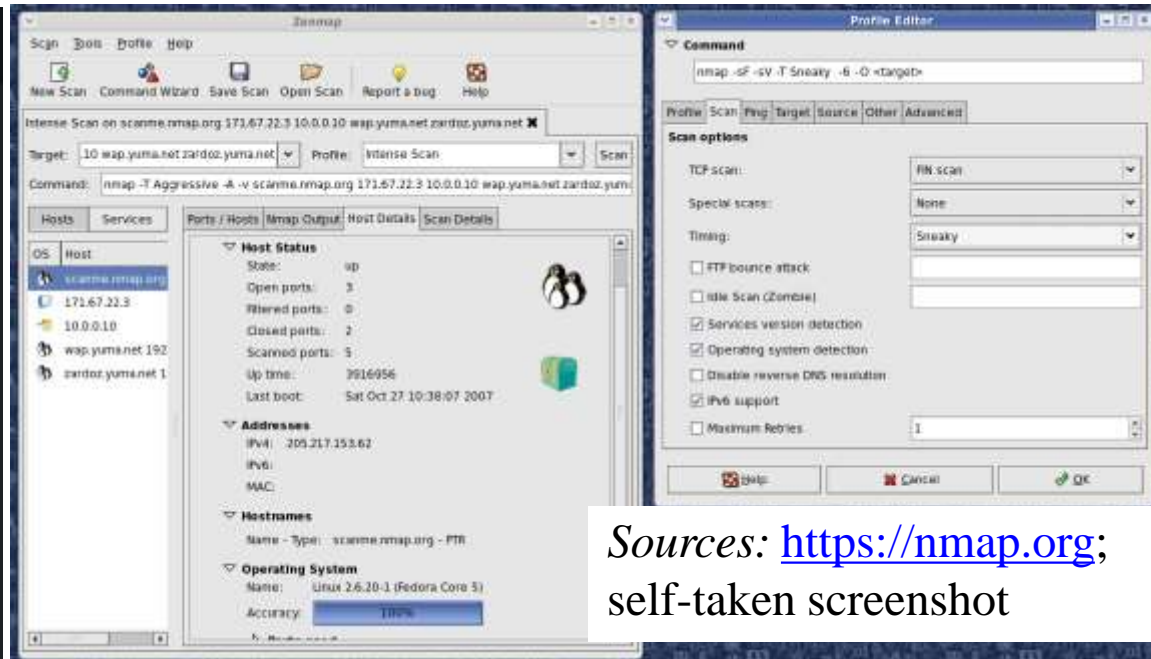 Zenmap
Scan Tools Profile Help
New Scan Command Wizard Save Scan Open Scan Report a bug Help
Intense Scan on scanme.nmap.org 171.67.22.3 10.0.0.10 wap.yuma.net zardoz.yuma.net
Target: 10 wap.yuma.net zardoz.yuma.net Profile: Intense Scan Scan
Command: nmap -T Aggressive -A -v scanme.nmap.org 171.67.22.3 10.0.0.10 wap.yuma.net zardoz.yum
Hosts Services
OS Host
scanme.nmap.org
171.67.22.3
10.0.0.10
wap.yuma.net 192
zardoz.yuma.net 1
Ports / Hosts Nmap Output Host Details Scan Details
Host Status
State: up
Open ports: 3
Filtered ports: 0
Closed ports: 2
Scanned ports: 5
Up time: 3916956
Last boot: Sat Oct 27 10:38:07 2007
Addresses
IPv4: 205.217.153.62
IPv6:
MAC:
Hostnames
Name - Type: scanme.nmap.org - PTR
Operating System
Name: Linux 2.6.20-1 (Fedora Core 5)
Accuracy: 100%
Profile Editor
Command
nmap -sF -sV -T Sneaky -6 -O <target>
Profile Scan Ping Target Source Other Advanced
Scan options
TCP scan: FIN scan
Special scans: None
Timing: Sneaky
FTP bounce attack
Idle Scan (Zombie)
Services version detection
Operating system detection
Disable reverse DNS resolution
IPv6 support
Maximum Retries 1
Help Cancel OK
Sources: https://nmap.org;
self-taken screenshot